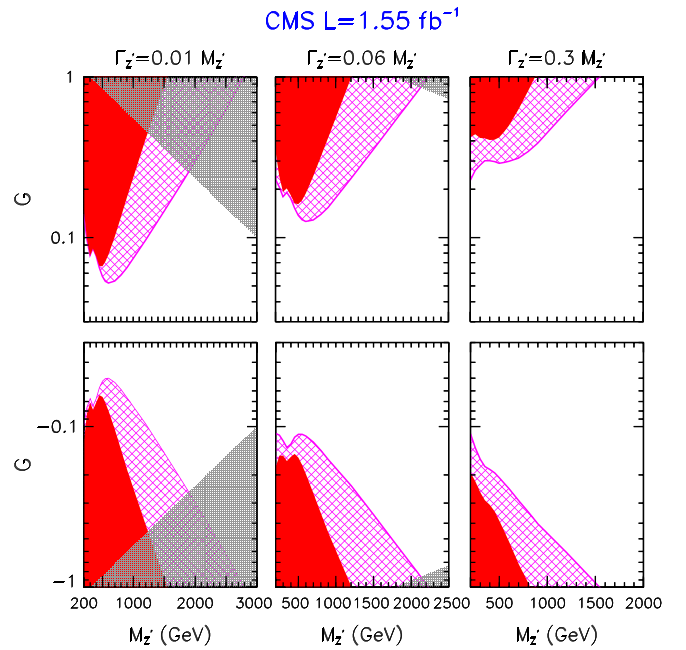 CMS L=1.55 fb⁻¹
Γz′=0.01 Mz′ Γz′=0.06 Mz′ Γz′=0.3 Mz′
1
G
0.1
−0.1
G
−1
200 1000 2000 3000 500 1000 1500 2000 2500 500 1000 1500 2000
Mz′ (GeV) Mz′ (GeV) Mz′ (GeV)